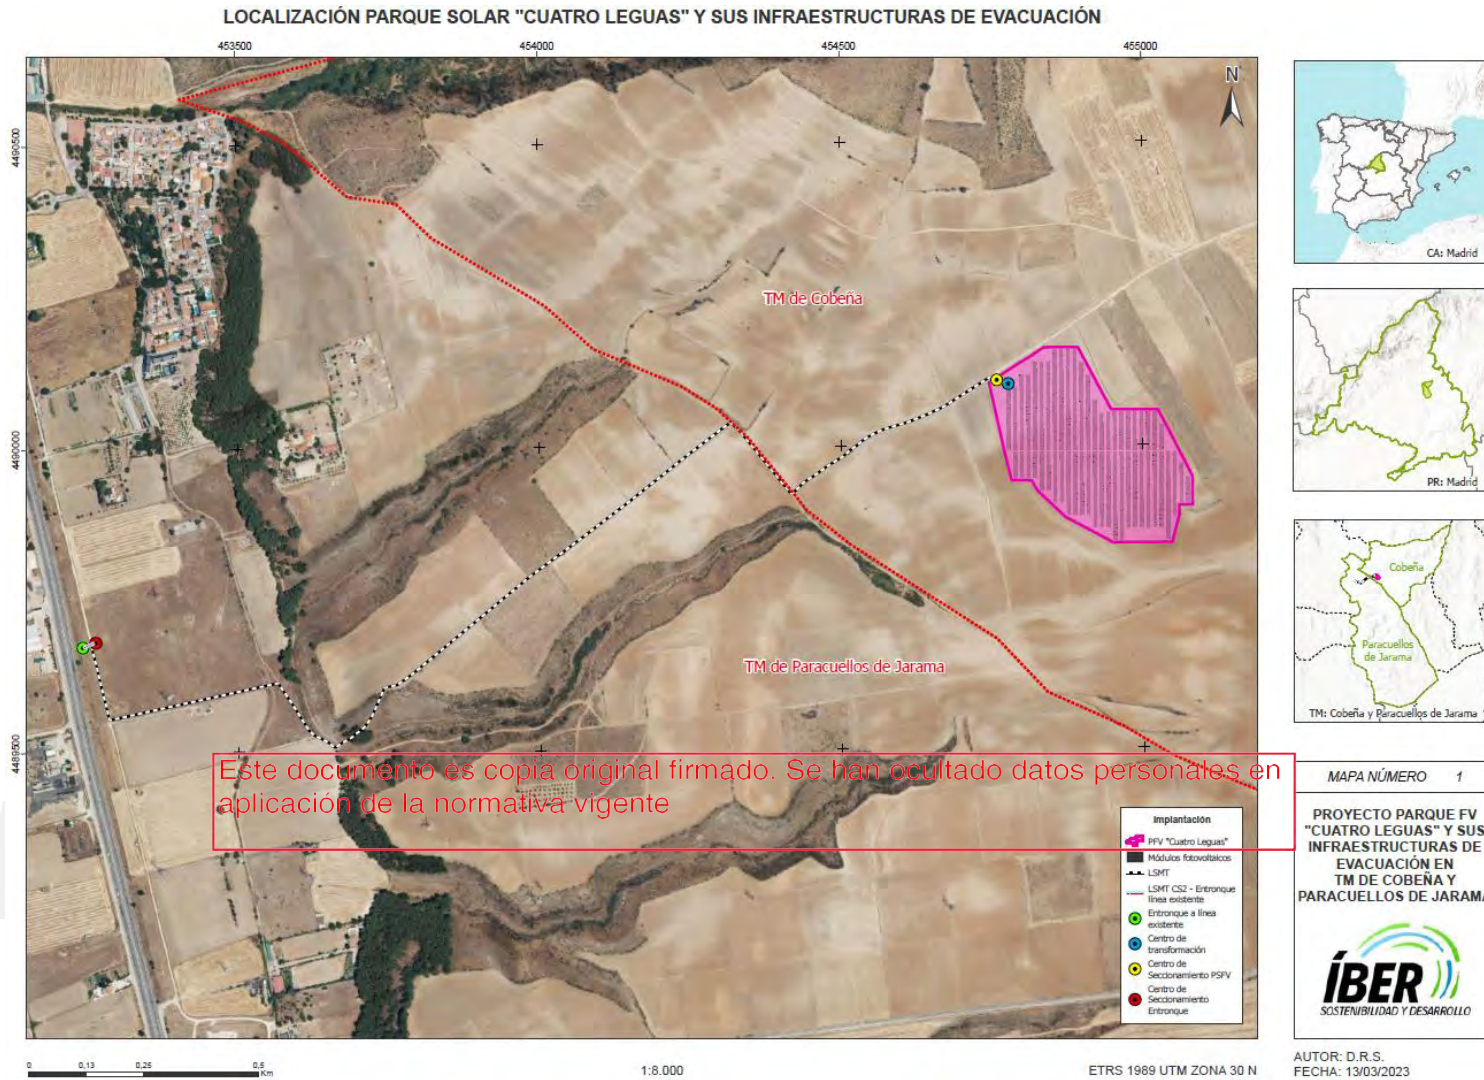 LOCALIZACIÓN PARQUE SOLAR "CUATRO LEGUAS" Y SUS INFRAESTRUCTURAS DE EVACUACIÓN
453500
454000
454500
455000
4490500
4490000
4489500
N
TM de Cobeña
TM de Paracuellos de Jarama
Este documento es copia original firmado. Se han ocultado datos personales en
aplicación de la normativa vigente
Implantación
PFV "Cuatro Leguas"
Módulos fotovoltaicos
LSMT
LSMT CS2 - Entronque
línea existente
Entronque a línea
existente
Centro de
transformación
Centro de
Seccionamiento PSFV
Centro de
Seccionamiento
Entronque
CA: Madrid
PR: Madrid
Cobeña
Paracuellos
de Jarama
TM: Cobeña y Paracuellos de Jarama
MAPA NÚMERO 1
PROYECTO PARQUE FV
"CUATRO LEGUAS" Y SUS
INFRAESTRUCTURAS DE
EVACUACIÓN EN
TM DE COBEÑA Y
PARACUELLOS DE JARAMA
ÍBER
SOSTENIBILIDAD Y DESARROLLO
AUTOR: D.R.S.
FECHA: 13/03/2023
0 0,13 0,25 0,5
Km
1:8.000
ETRS 1989 UTM ZONA 30 N